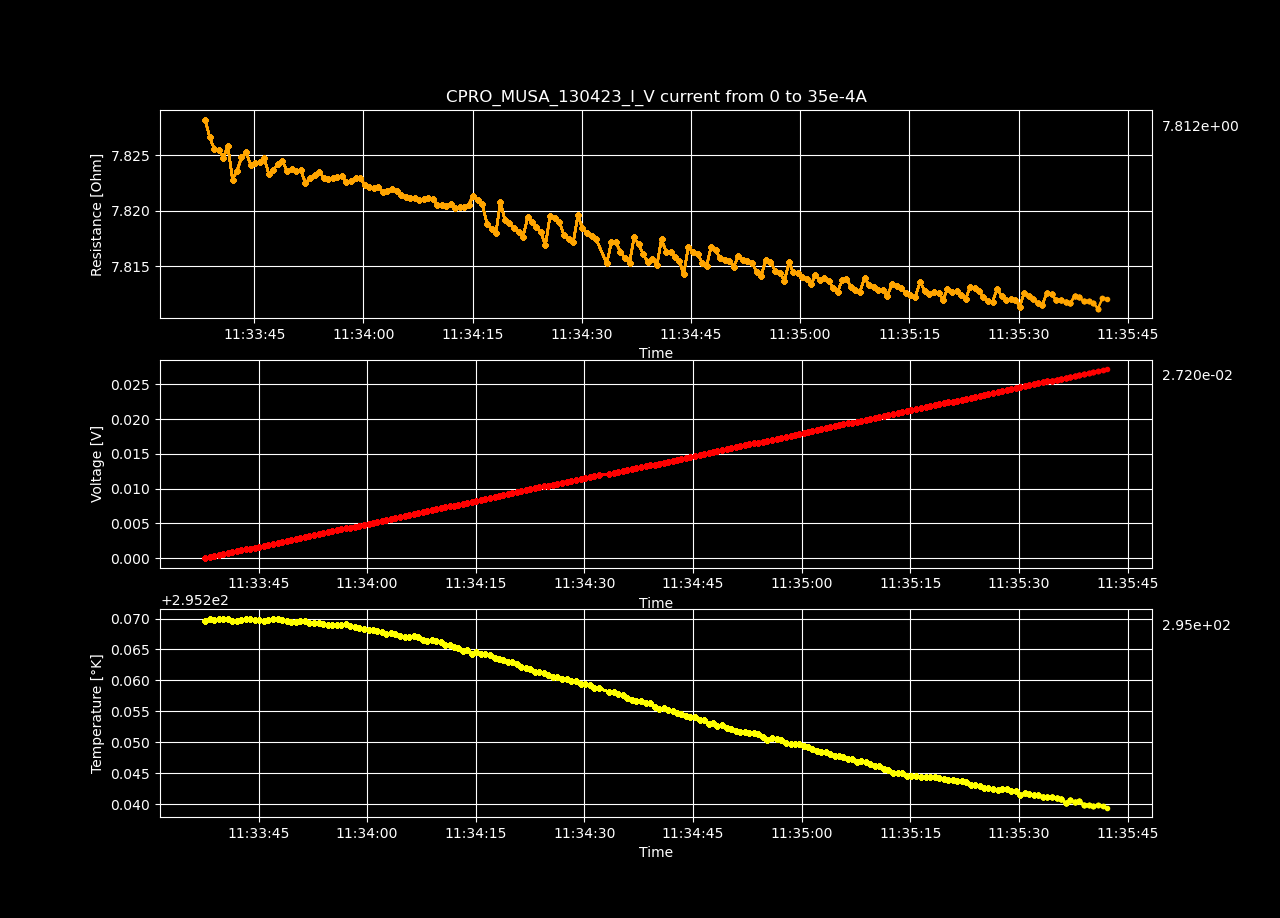 CPRO_MUSA_130423_I_V current from 0 to 35e-4A
7.812e+00
Resistance [Ohm]
7.825
7.820
7.815
11:33:45 11:34:00 11:34:15 11:34:30 11:34:45 11:35:00 11:35:15 11:35:30 11:35:45
Time
2.720e-02
Voltage [V]
0.025
0.020
0.015
0.010
0.005
0.000
11:33:45 11:34:00 11:34:15 11:34:30 11:34:45 11:35:00 11:35:15 11:35:30 11:35:45
Time
+2.952e2
2.95e+02
Temperature [°K]
0.070
0.065
0.060
0.055
0.050
0.045
0.040
11:33:45 11:34:00 11:34:15 11:34:30 11:34:45 11:35:00 11:35:15 11:35:30 11:35:45
Time